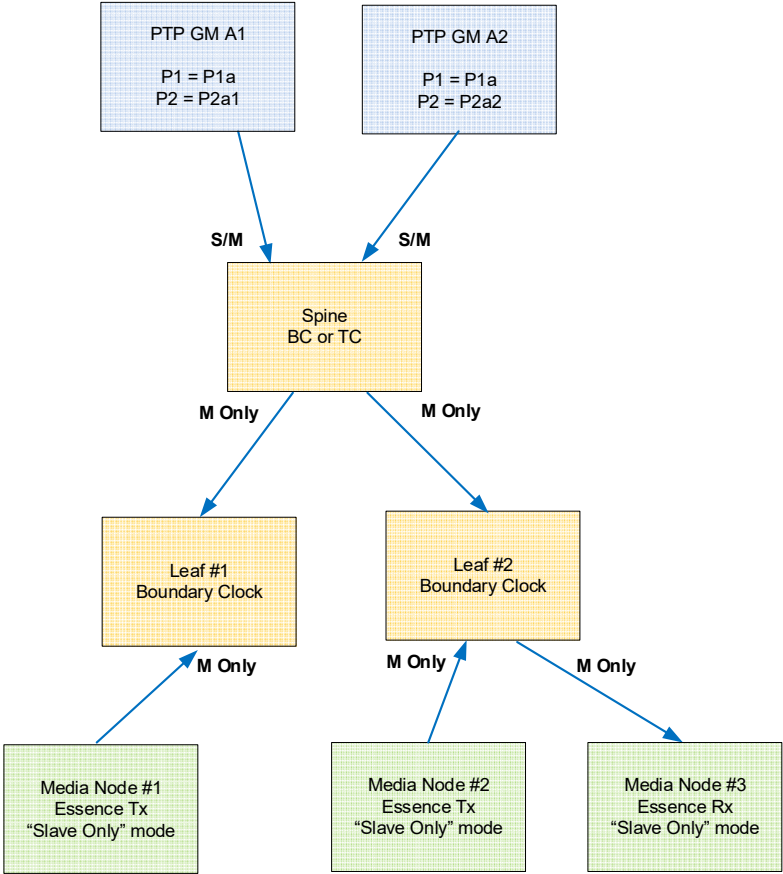 PTP GM A1
P1 = P1a
P2 = P2a1
PTP GM A2
P1 = P1a
P2 = P2a2
S/M
S/M
Spine
BC or TC
M Only
M Only
Leaf #1
Boundary Clock
Leaf #2
Boundary Clock
M Only
M Only
M Only
Media Node #1
Essence Tx
“Slave Only” mode
Media Node #2
Essence Tx
“Slave Only” mode
Media Node #3
Essence Rx
“Slave Only” mode